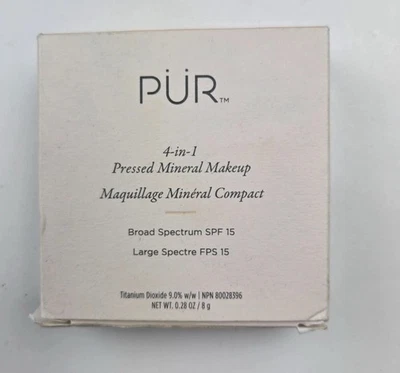 PÜR™
4-in-1
Pressed Mineral Makeup
Maquillage Minéral Compact
Broad Spectrum SPF 15
Large Spectre FPS 15
Titanium Dioxide 9.0% w/w | NPN 80028396
NET WT. 0.28 OZ / 8 g